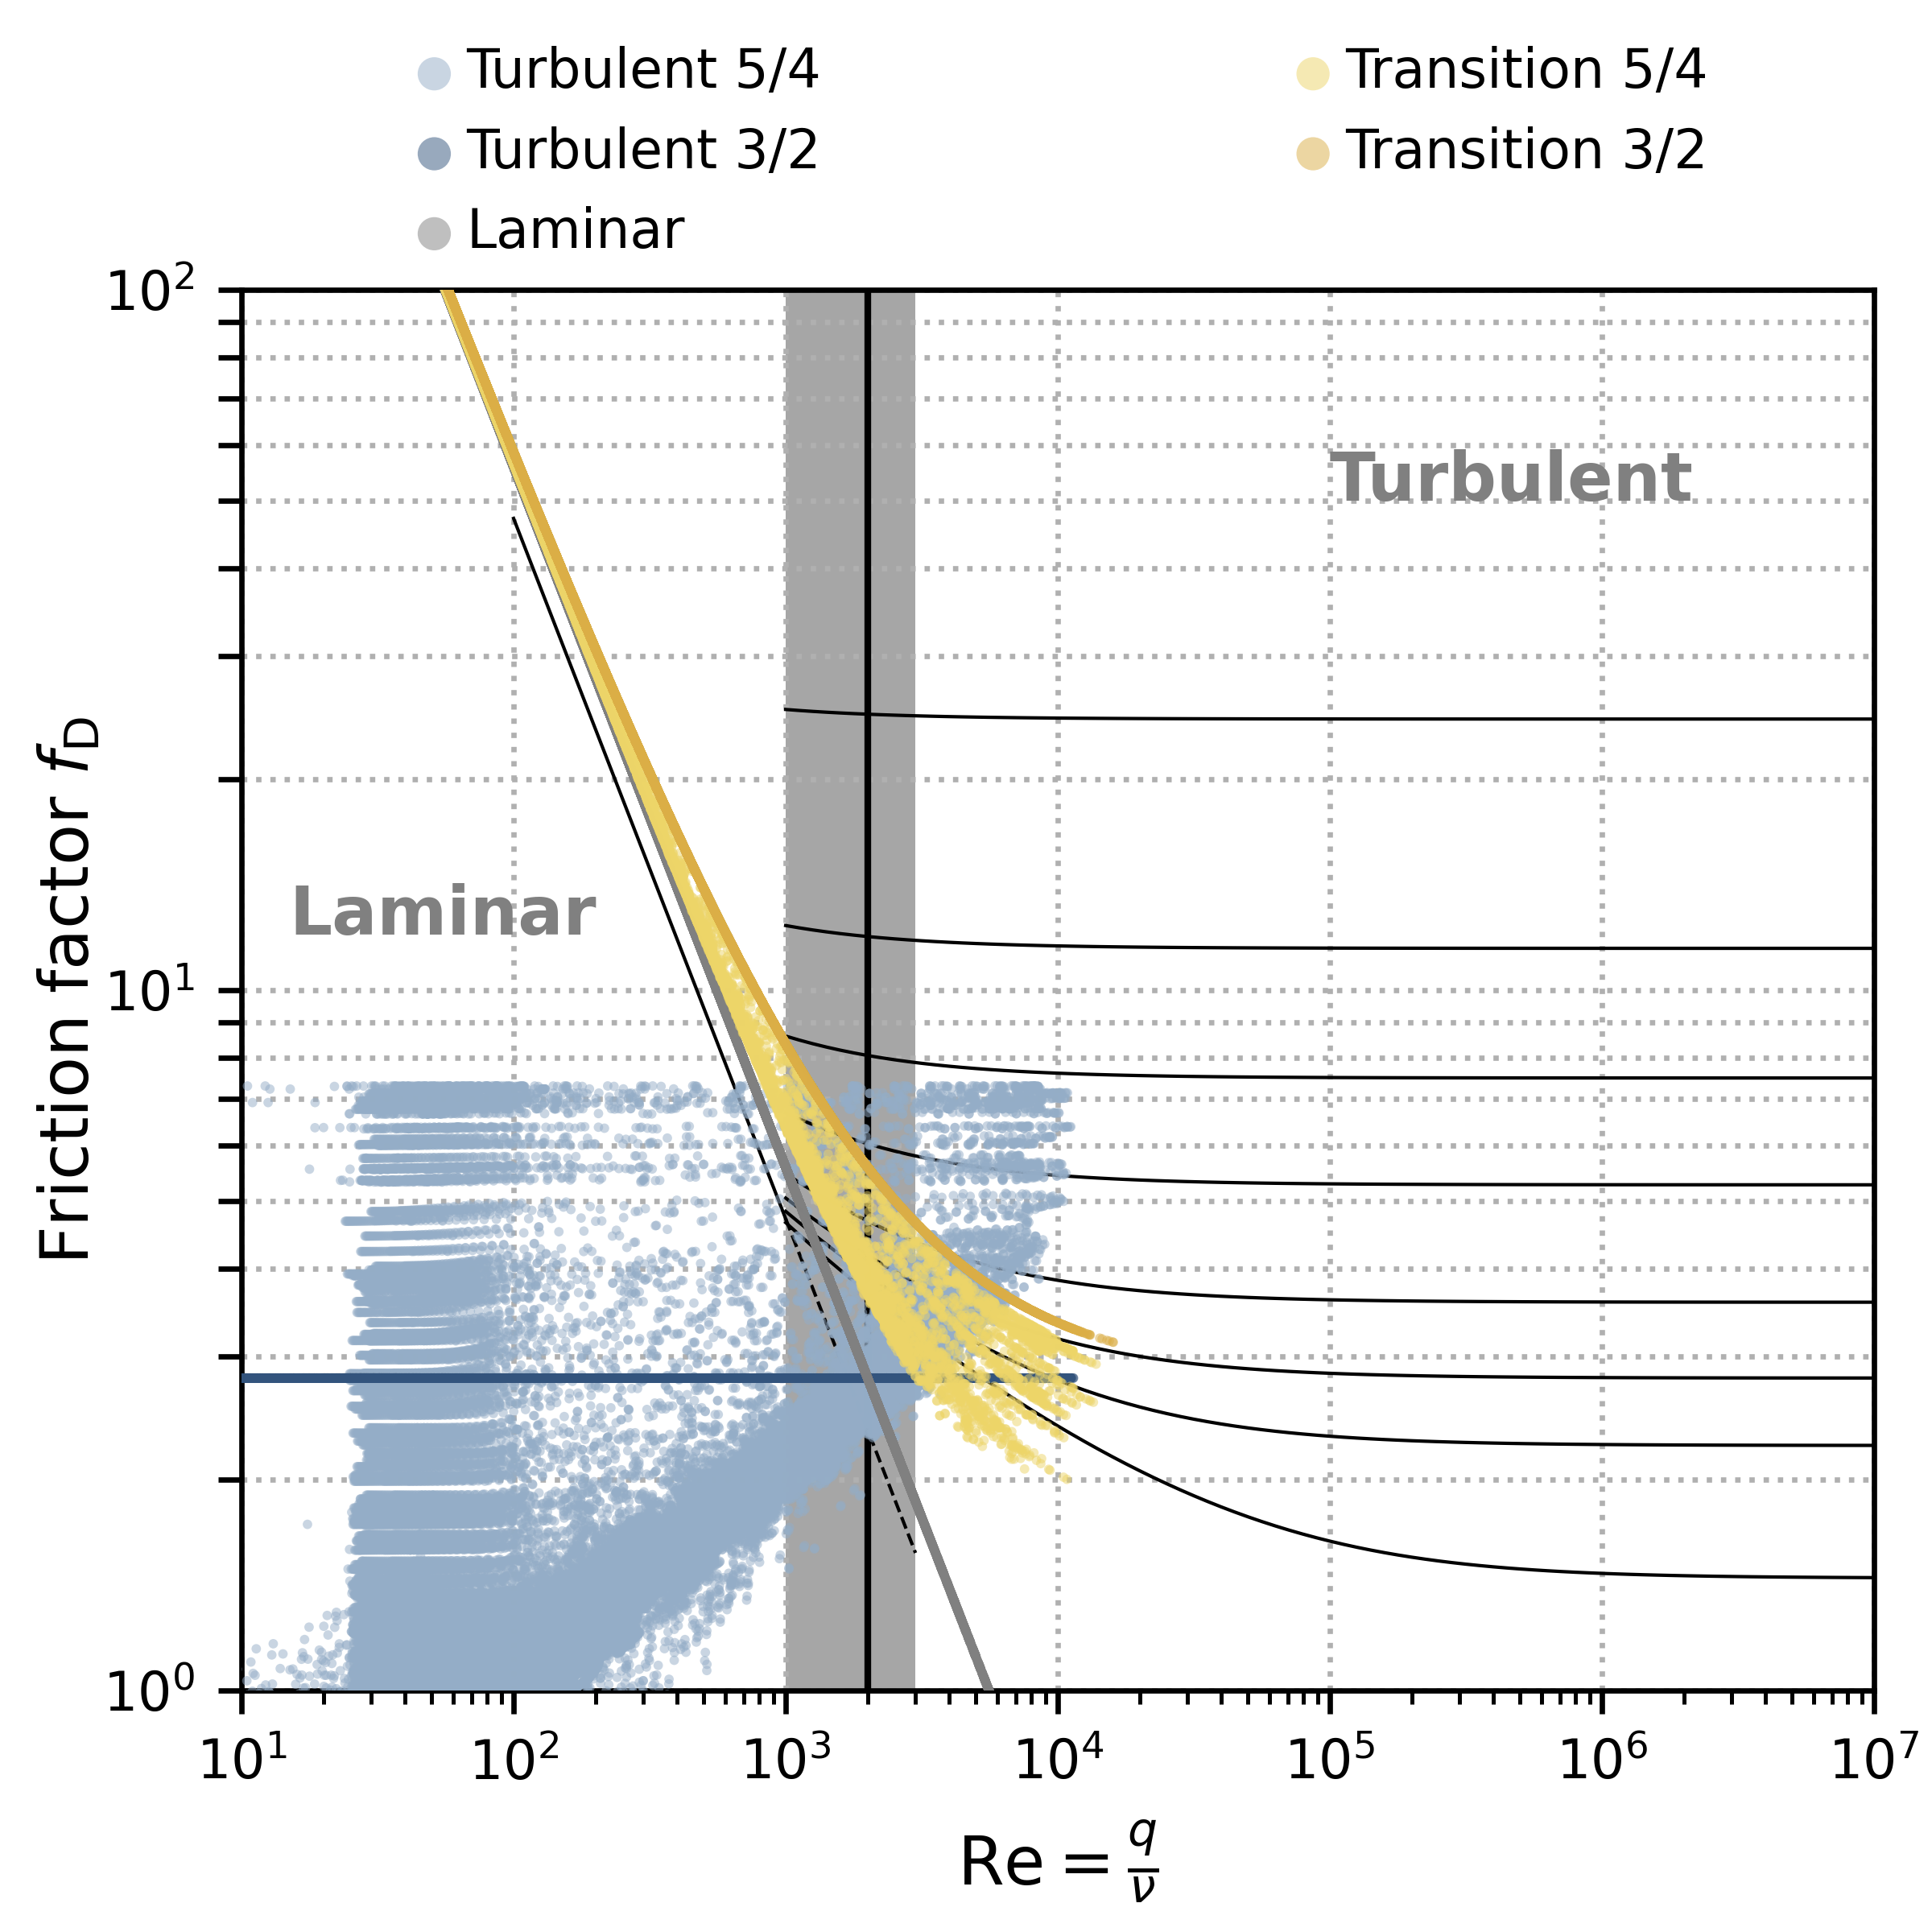 Turbulent 5/4
Turbulent 3/2
Laminar
Transition 5/4
Transition 3/2
10²
10¹
10⁰
Friction factor f_D
Turbulent
Laminar
10¹ 10² 10³ 10⁴ 10⁵ 10⁶ 10⁷
Re = q/ν